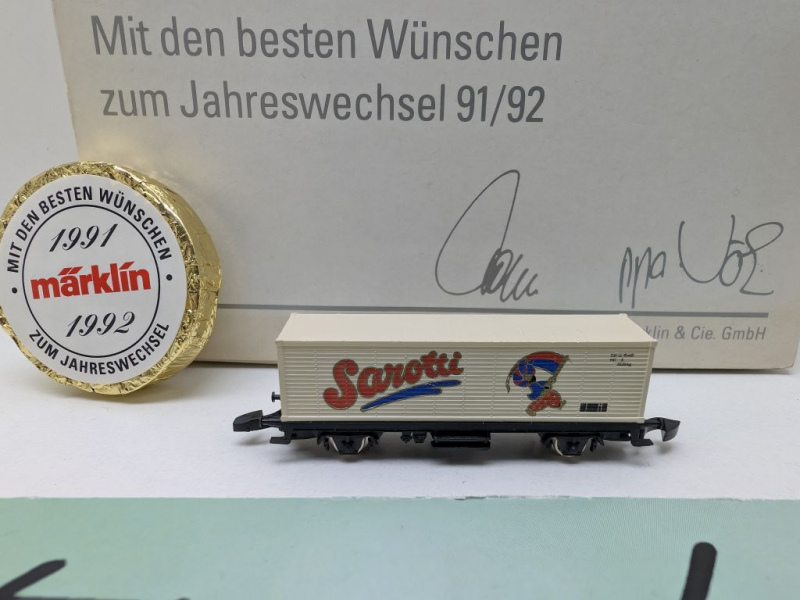 Mit den besten Wünschen
zum Jahreswechsel 91/92
MIT DEN BESTEN WÜNSCHEN
1991
märklin
1992
ZUM JAHRESWECHSEL
ppa
klin & Cie. GmbH
Sarotti